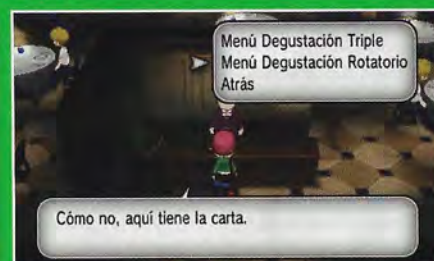 Menú Degustación Triple
Menú Degustación Rotatorio
Atrás
Cómo no, aquí tiene la carta.